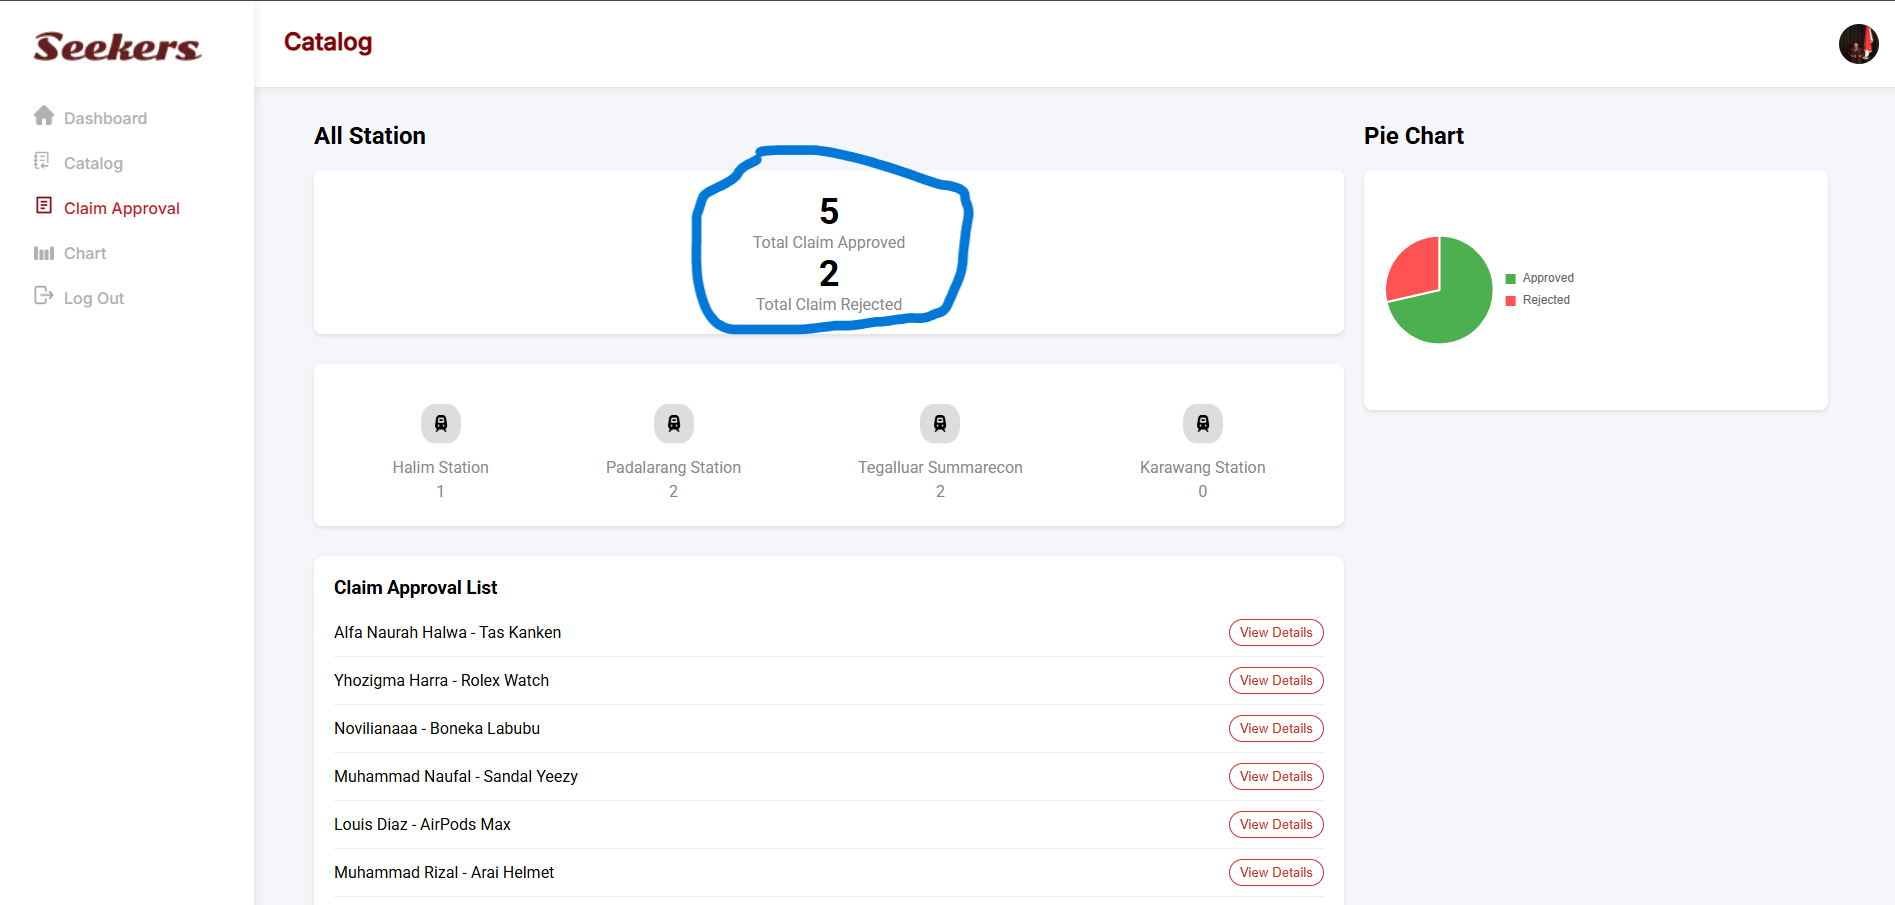 Seekers
Catalog
Dashboard
Catalog
Claim Approval
Chart
Log Out
All Station
5
Total Claim Approved
2
Total Claim Rejected
Pie Chart
Approved
Rejected
Halim Station
1
Padalarang Station
2
Tegalluar Summarecon
2
Karawang Station
0
Claim Approval List
Alfa Naurah Halwa - Tas Kanken View Details
Yhozigma Harra - Rolex Watch View Details
Novilianaaa - Boneka Labubu View Details
Muhammad Naufal - Sandal Yeezy View Details
Louis Diaz - AirPods Max View Details
Muhammad Rizal - Arai Helmet View Details